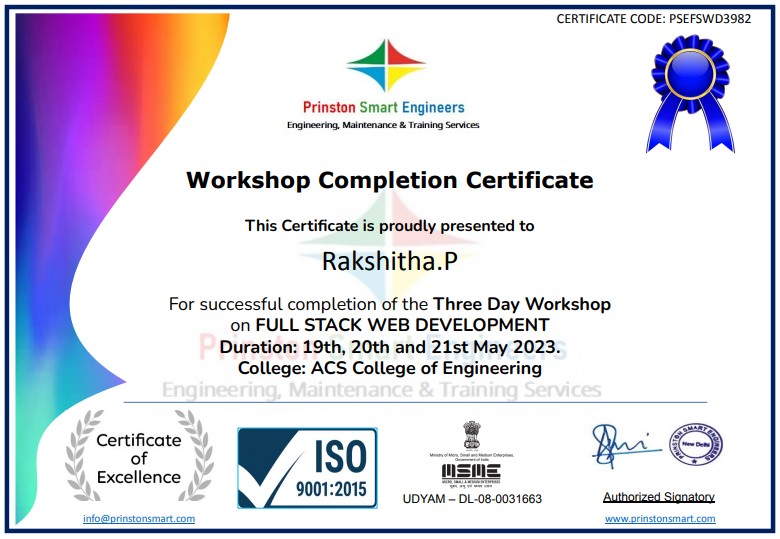 CERTIFICATE CODE: PSEFSWD3982
Prinston Smart Engineers
Engineering, Maintenance & Training Services
Workshop Completion Certificate
This Certificate is proudly presented to
Rakshitha.P
For successful completion of the Three Day Workshop
on FULL STACK WEB DEVELOPMENT
Duration: 19th, 20th and 21st May 2023.
College: ACS College of Engineering
Prinston Smart Engineers
Engineering, Maintenance & Training Services
Certificate
of
Excellence
ISO
9001:2015
Ministry of Micro, Small and Medium Enterprises,
Government of India
MSME
MICRO, SMALL & MEDIUM ENTERPRISES
UDYAM – DL-08-0031663
PRINSTON SMART ENGINEERS
New Delhi
Authorized Signatory
info@prinstonsmart.com
www.prinstonsmart.com